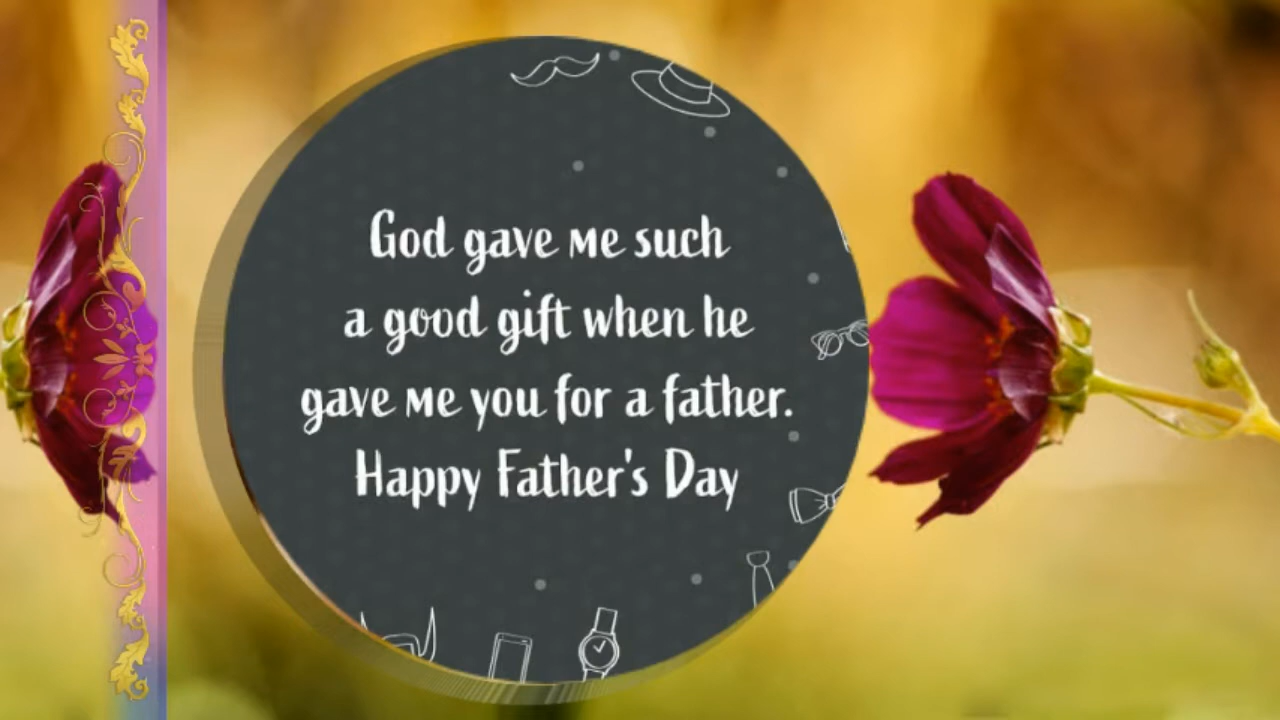 God gave me such
a good gift when he
gave me you for a father.
Happy Father's Day